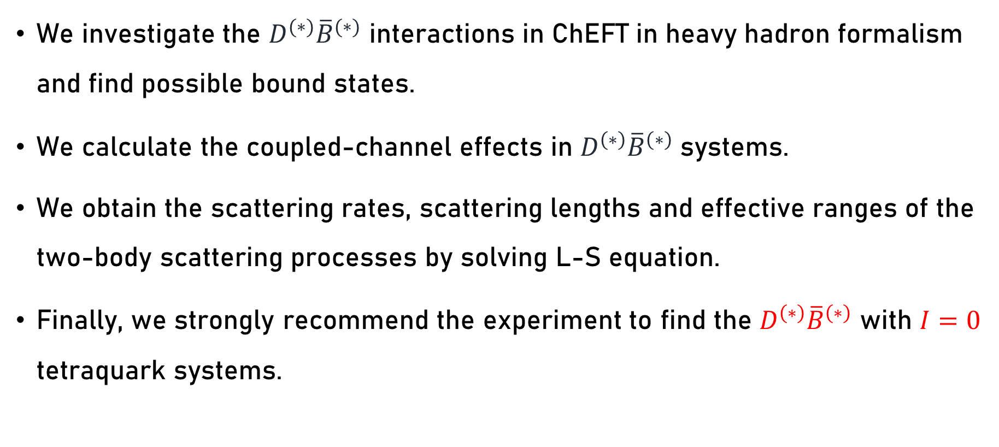 • We investigate the $D^{(*)}\bar{B}^{(*)}$ interactions in ChEFT in heavy hadron formalism
and find possible bound states.
• We calculate the coupled-channel effects in $D^{(*)}\bar{B}^{(*)}$ systems.
• We obtain the scattering rates, scattering lengths and effective ranges of the
two-body scattering processes by solving L-S equation.
• Finally, we strongly recommend the experiment to find the $D^{(*)}\bar{B}^{(*)}$ with $I = 0$
tetraquark systems.